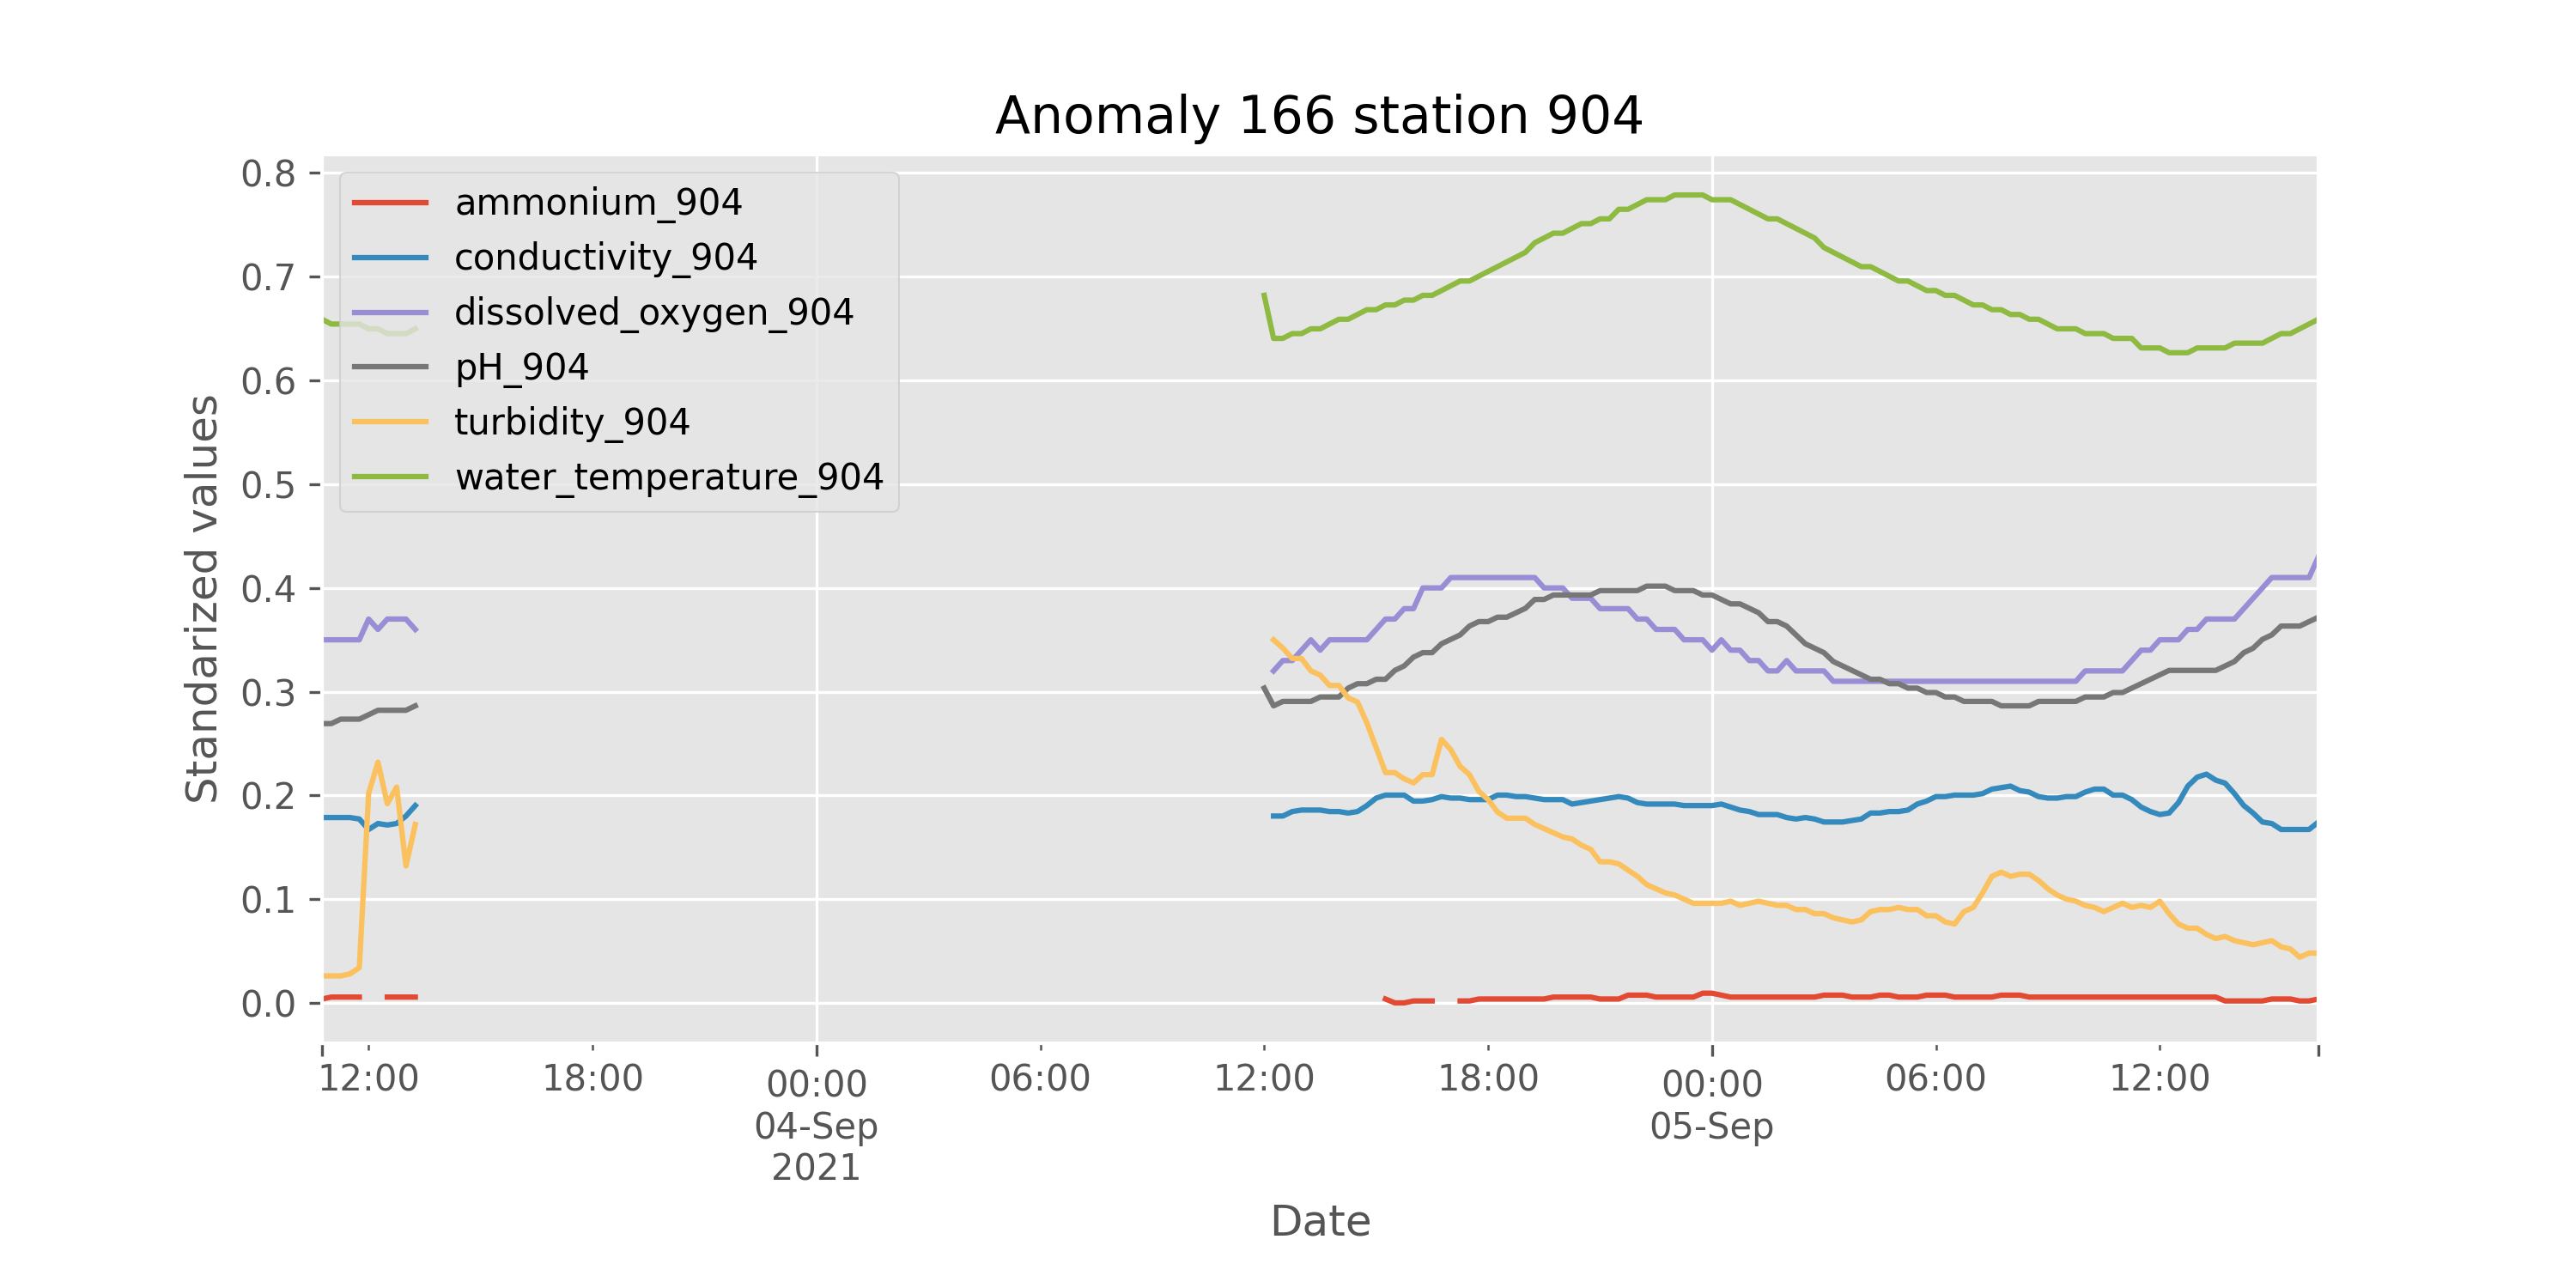 Anomaly 166 station 904
0.8
0.7
0.6
0.5
0.4
0.3
0.2
0.1
0.0
Standarized values
ammonium_904
conductivity_904
dissolved_oxygen_904
pH_904
turbidity_904
water_temperature_904
12:00 18:00 00:00 06:00 12:00 18:00 00:00 06:00 12:00
04-Sep 05-Sep
2021
Date